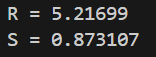 R = 5.21699
S = 0.873107